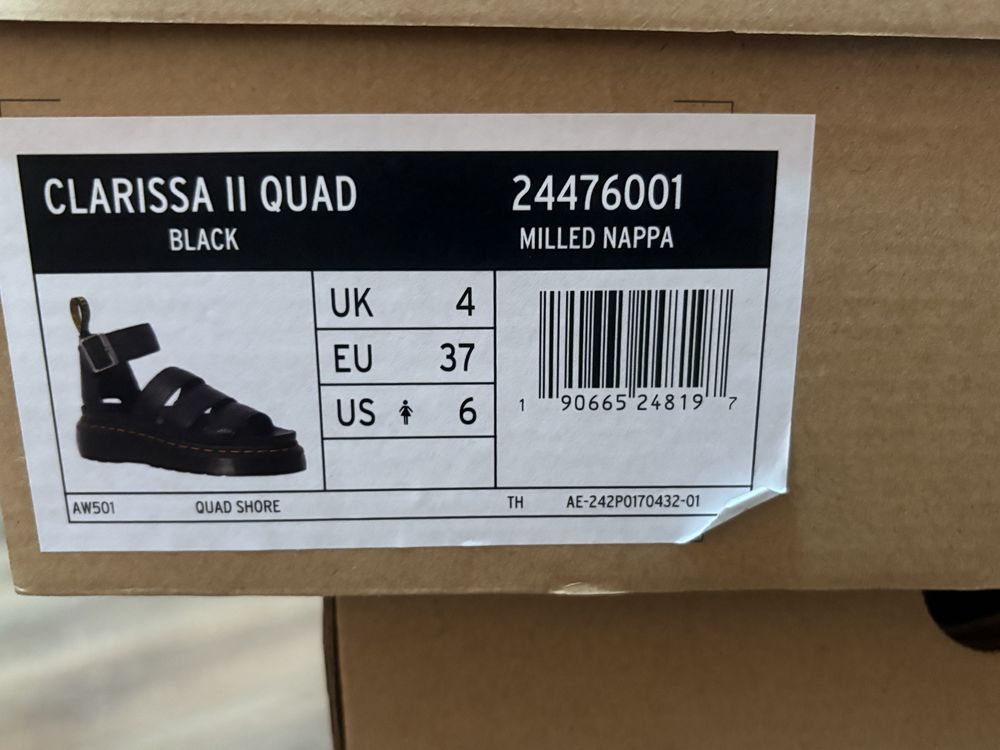 CLARISSA II QUAD
BLACK
24476001
MILLED NAPPA
UK 4
EU 37
US 6
1 90665 24819 7
AW501 QUAD SHORE TH AE-242P0170432-01